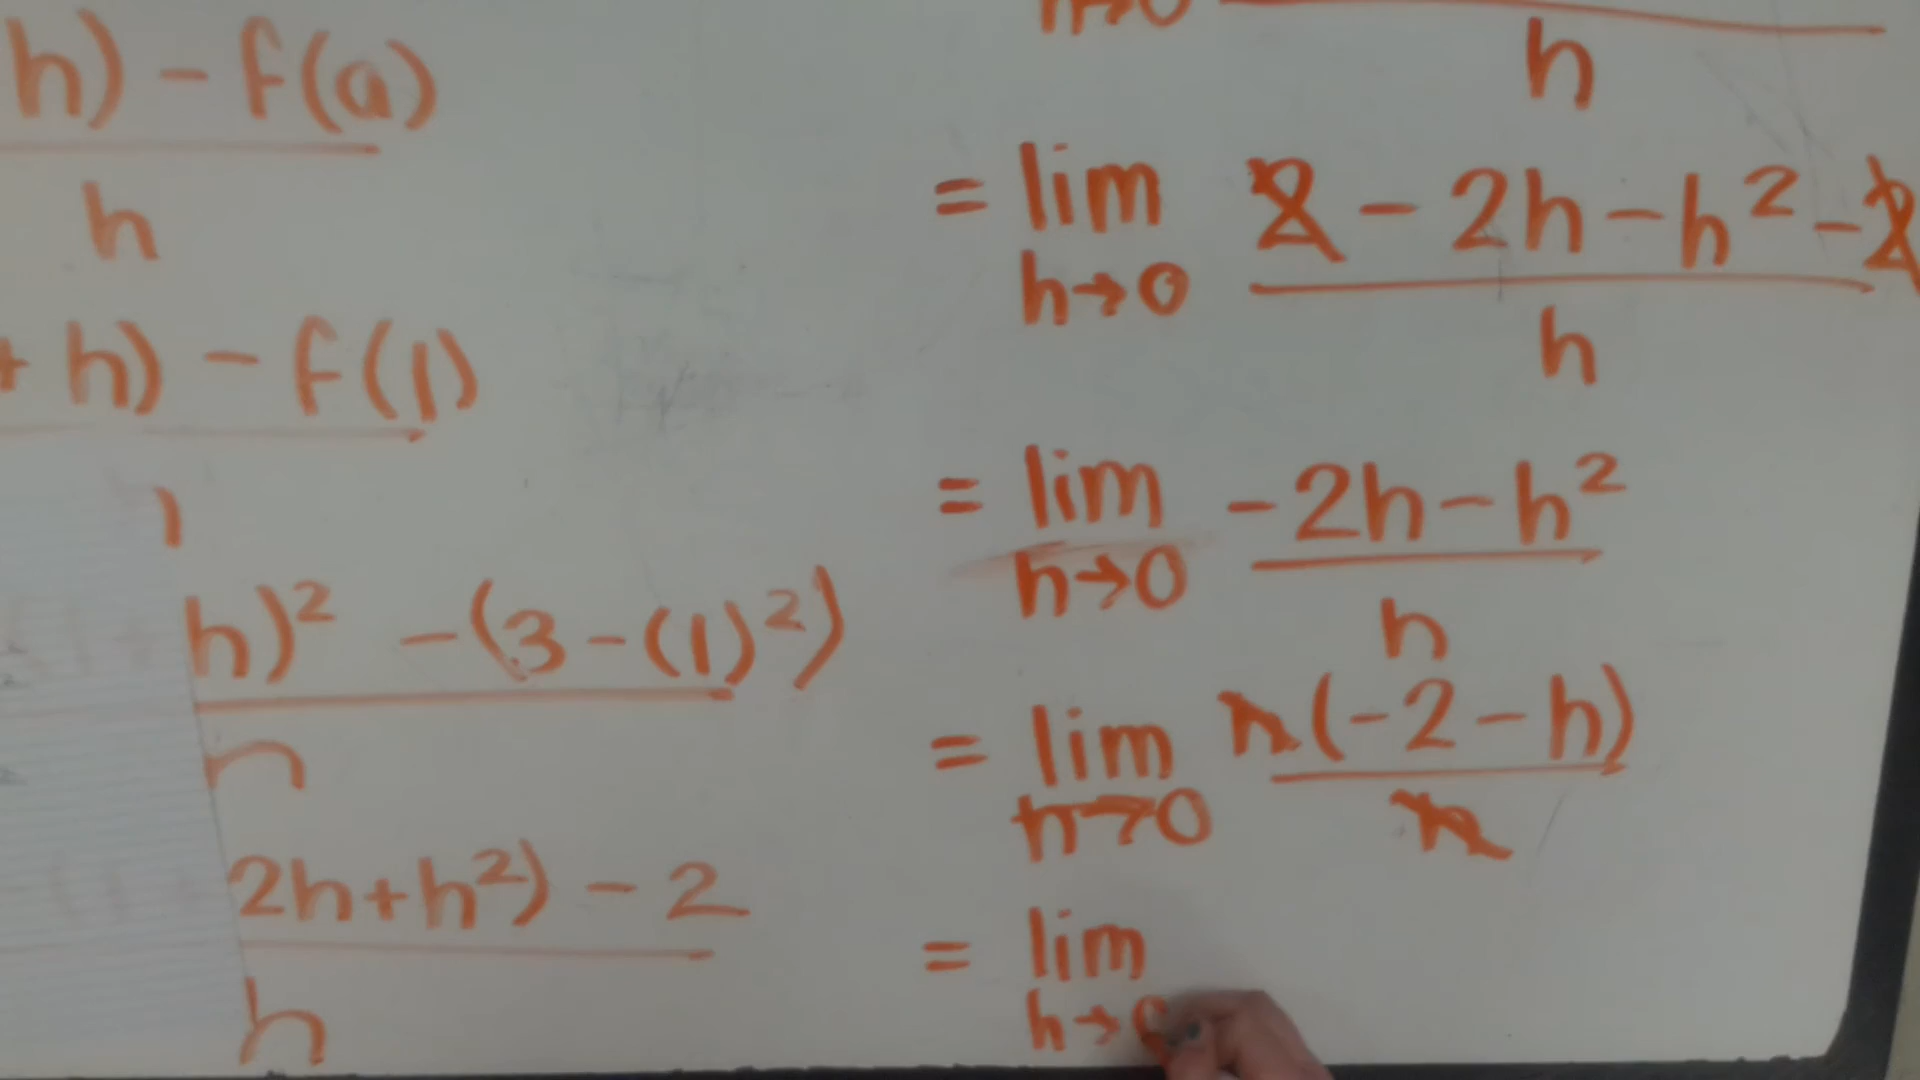 h) - f(a)
h
+ h) - f(1)
h)² - (3 - (1)²)
h
2h + h²) - 2
h
h→0
h
= lim 2 - 2h - h² - 2
h→0 h
= lim -2h - h²
h→0 h
= lim h(-2 - h)
h→0 h
= lim
h→0